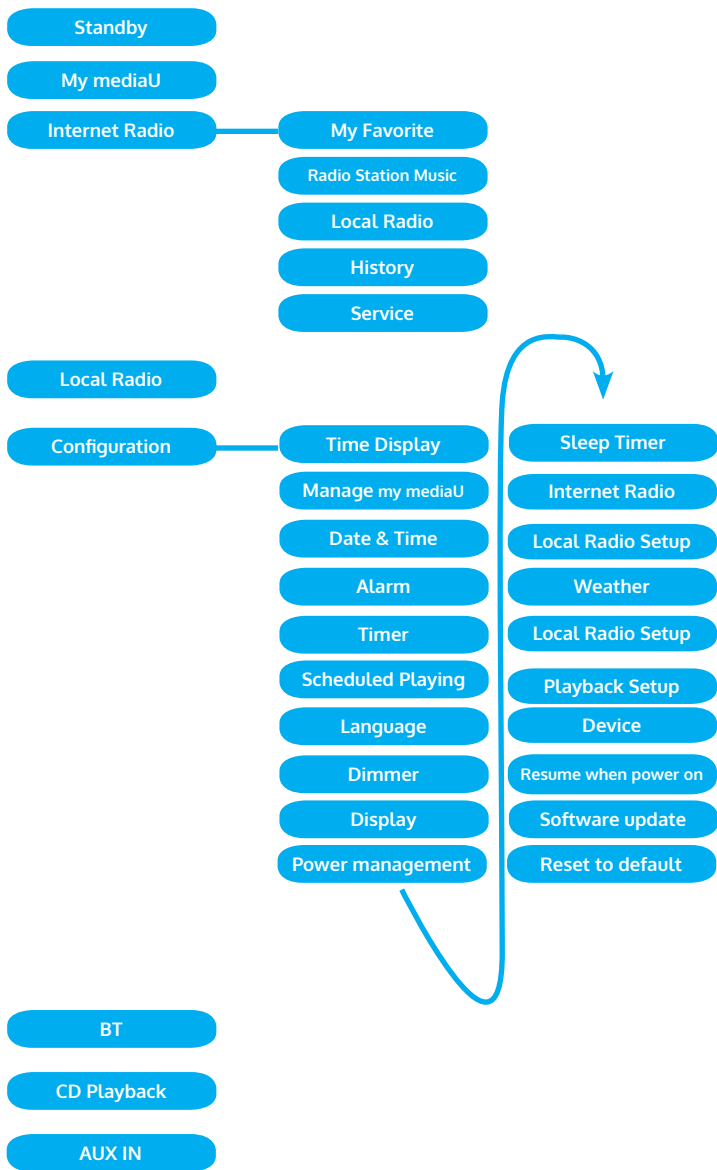 Standby
My mediaU
Internet Radio
My Favorite
Radio Station Music
Local Radio
History
Service
Local Radio
Configuration
Time Display
Manage my mediaU
Date & Time
Alarm
Timer
Scheduled Playing
Language
Dimmer
Display
Power management
Sleep Timer
Internet Radio
Local Radio Setup
Weather
Local Radio Setup
Playback Setup
Device
Resume when power on
Software update
Reset to default
BT
CD Playback
AUX IN